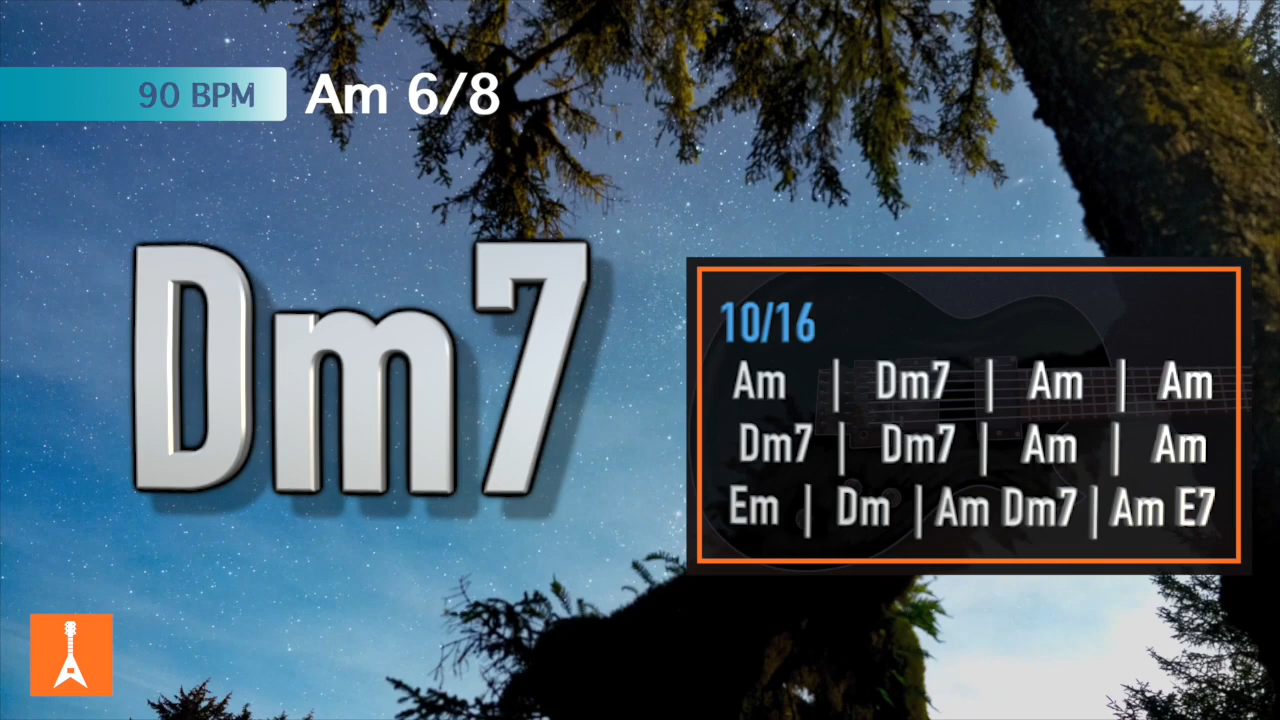 90 BPM Am 6/8
Dm7
10/16
Am | Dm7 | Am | Am
Dm7 | Dm7 | Am | Am
Em | Dm | Am Dm7 | Am E7